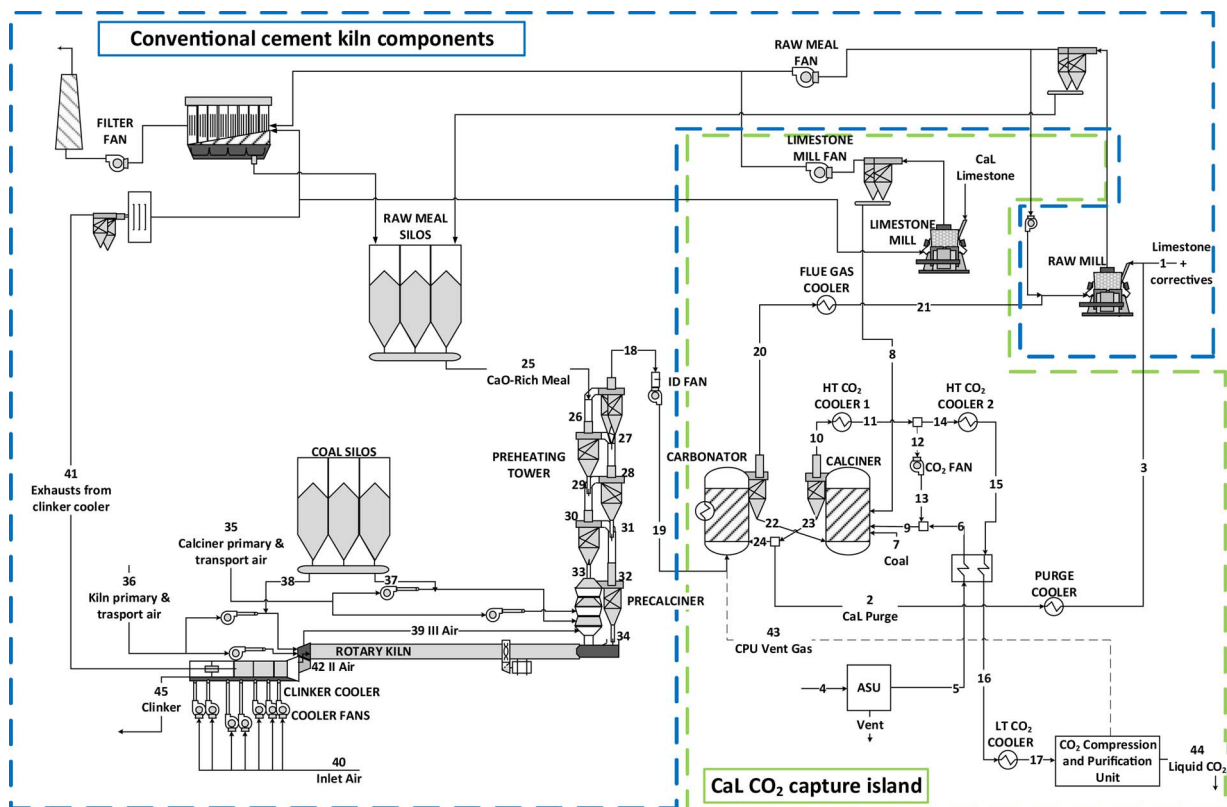 Conventional cement kiln components
RAW MEAL
FAN
FILTER
FAN
LIMESTONE
MILL FAN
CaL
Limestone
RAW MEAL
SILOS
LIMESTONE
MILL
RAW MILL
Limestone
1 +
correctives
FLUE GAS
COOLER
21
20
8
18
25
CaO-Rich Meal
ID FAN
26
27
HT CO2
COOLER 1
11
14
HT CO2
COOLER 2
10
12
CO2 FAN
PREHEATING
TOWER
28
29
CARBONATOR
CALCINER
41
Exhausts from
clinker cooler
COAL SILOS
3
15
13
30
31
19
22
23
24
9
6
7
Coal
35
Calciner primary &
transport air
36
Kiln primary &
trasport air
38
37
33
32
PRECALCINER
34
2
CaL Purge
PURGE
COOLER
39 III Air
ROTARY KILN
42 II Air
43
CPU Vent Gas
16
45
Clinker
CLINKER COOLER
COOLER FANS
4
ASU
5
Vent
40
Inlet Air
LT CO2
COOLER
17
CO2 Compression
and Purification
Unit
44
Liquid CO2
CaL CO2 capture island